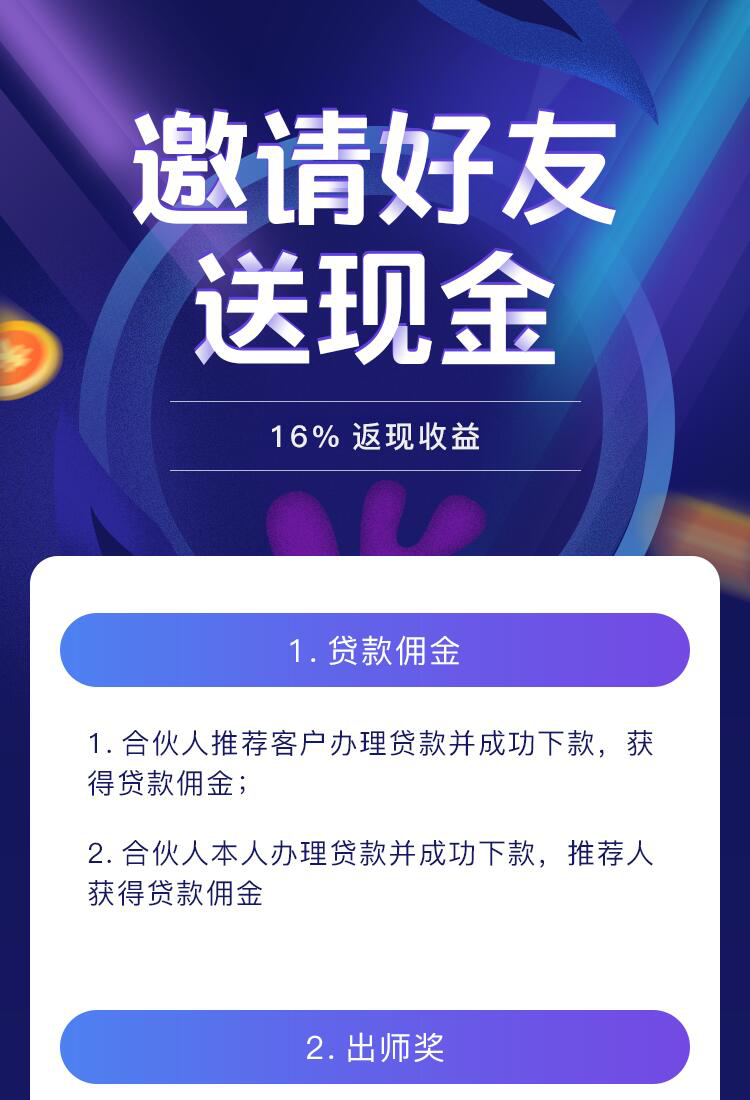 邀请好友
送现金
16% 返现收益
1. 贷款佣金
1. 合伙人推荐客户办理贷款并成功下款，获
得贷款佣金；
2. 合伙人本人办理贷款并成功下款，推荐人
获得贷款佣金
2. 出师奖